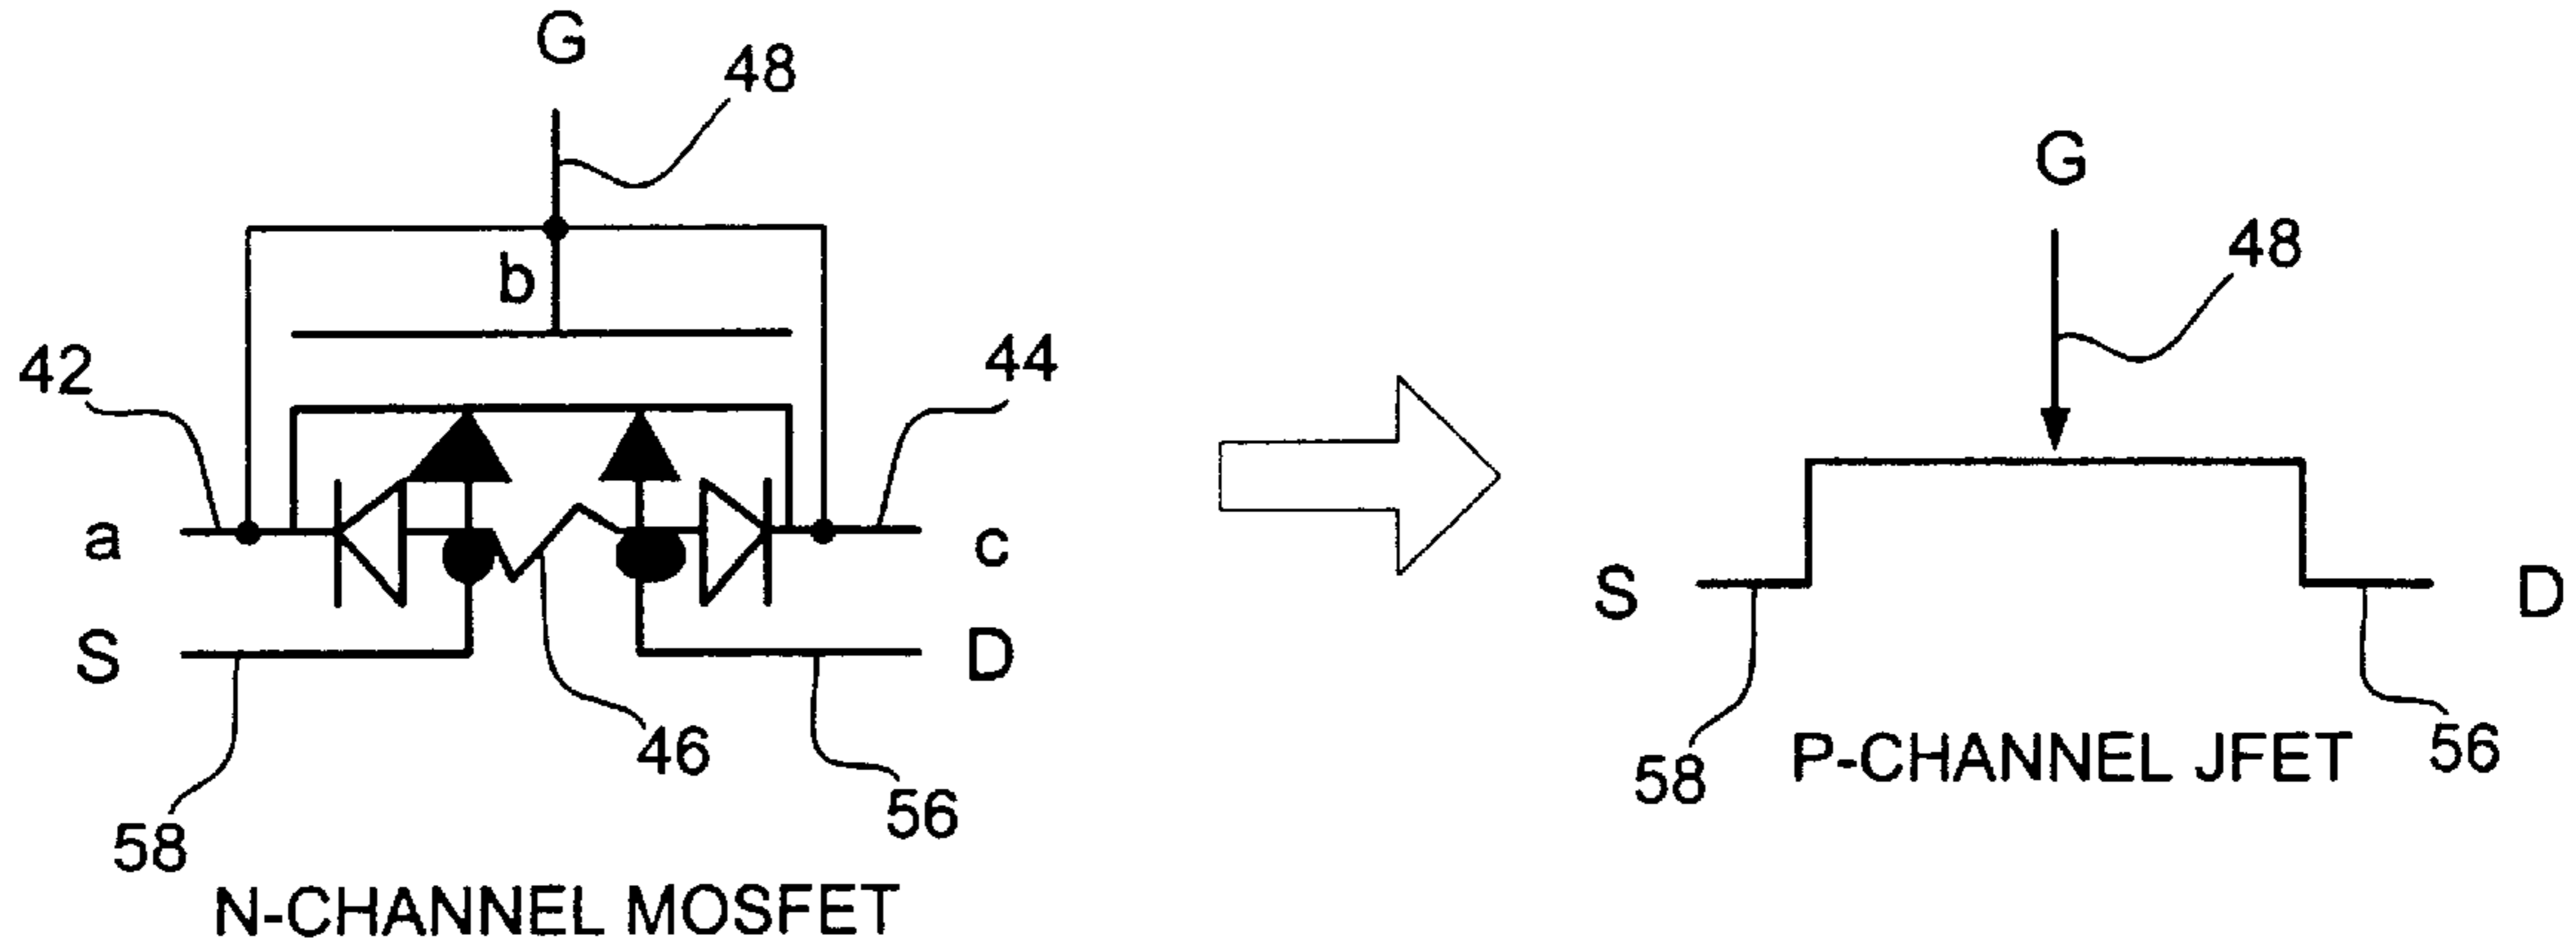 G
48
b
42
44
a
c
S
D
46
58
56
N-CHANNEL MOSFET
G
48
S
D
58
56
P-CHANNEL JFET